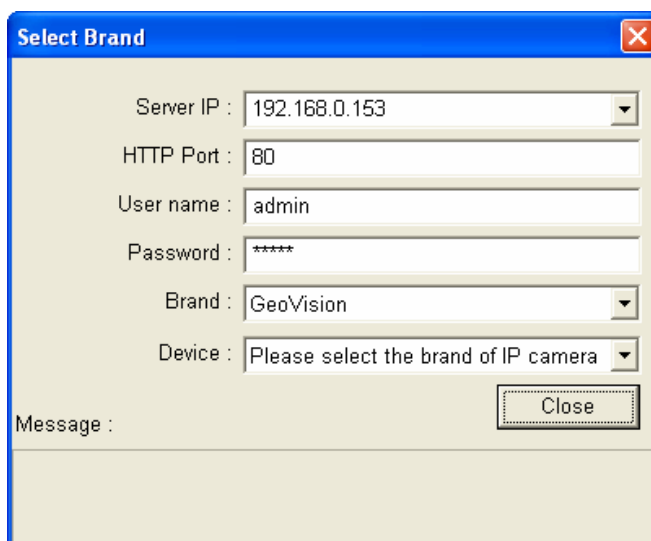 Select Brand
Server IP : 192.168.0.153
HTTP Port : 80
User name : admin
Password : *****
Brand : GeoVision
Device : Please select the brand of IP camera
Close
Message :